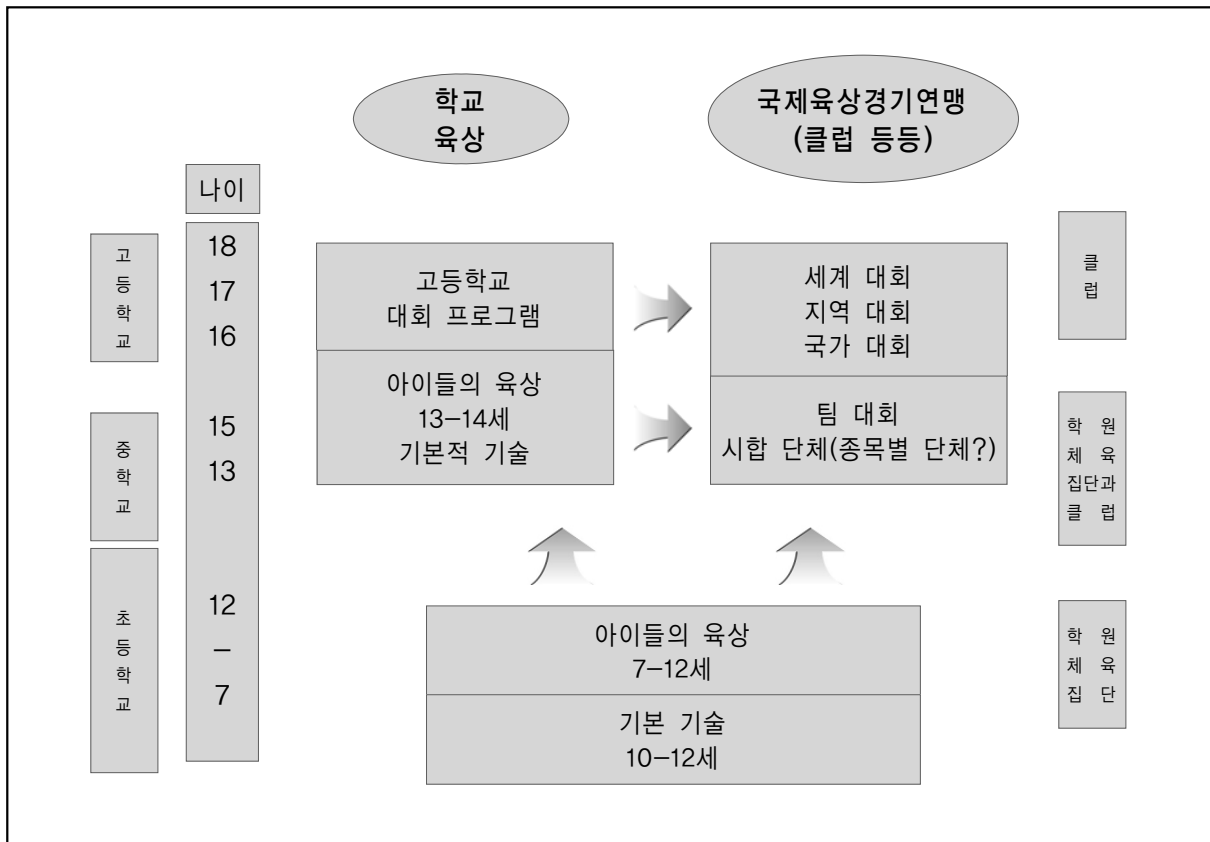 학교
육상
국제육상경기연맹
(클럽 등등)
나이
고
등
학
교
18
17
16
고등학교
대회 프로그램
세계 대회
지역 대회
국가 대회
클
럽
중
학
교
15
13
아이들의 육상
13-14세
기본적 기술
팀 대회
시합 단체(종목별 단체?)
학 원
체 육
집단과
클 럽
초
등
학
교
12
-
7
아이들의 육상
7-12세
기본 기술
10-12세
학 원
체 육
집 단